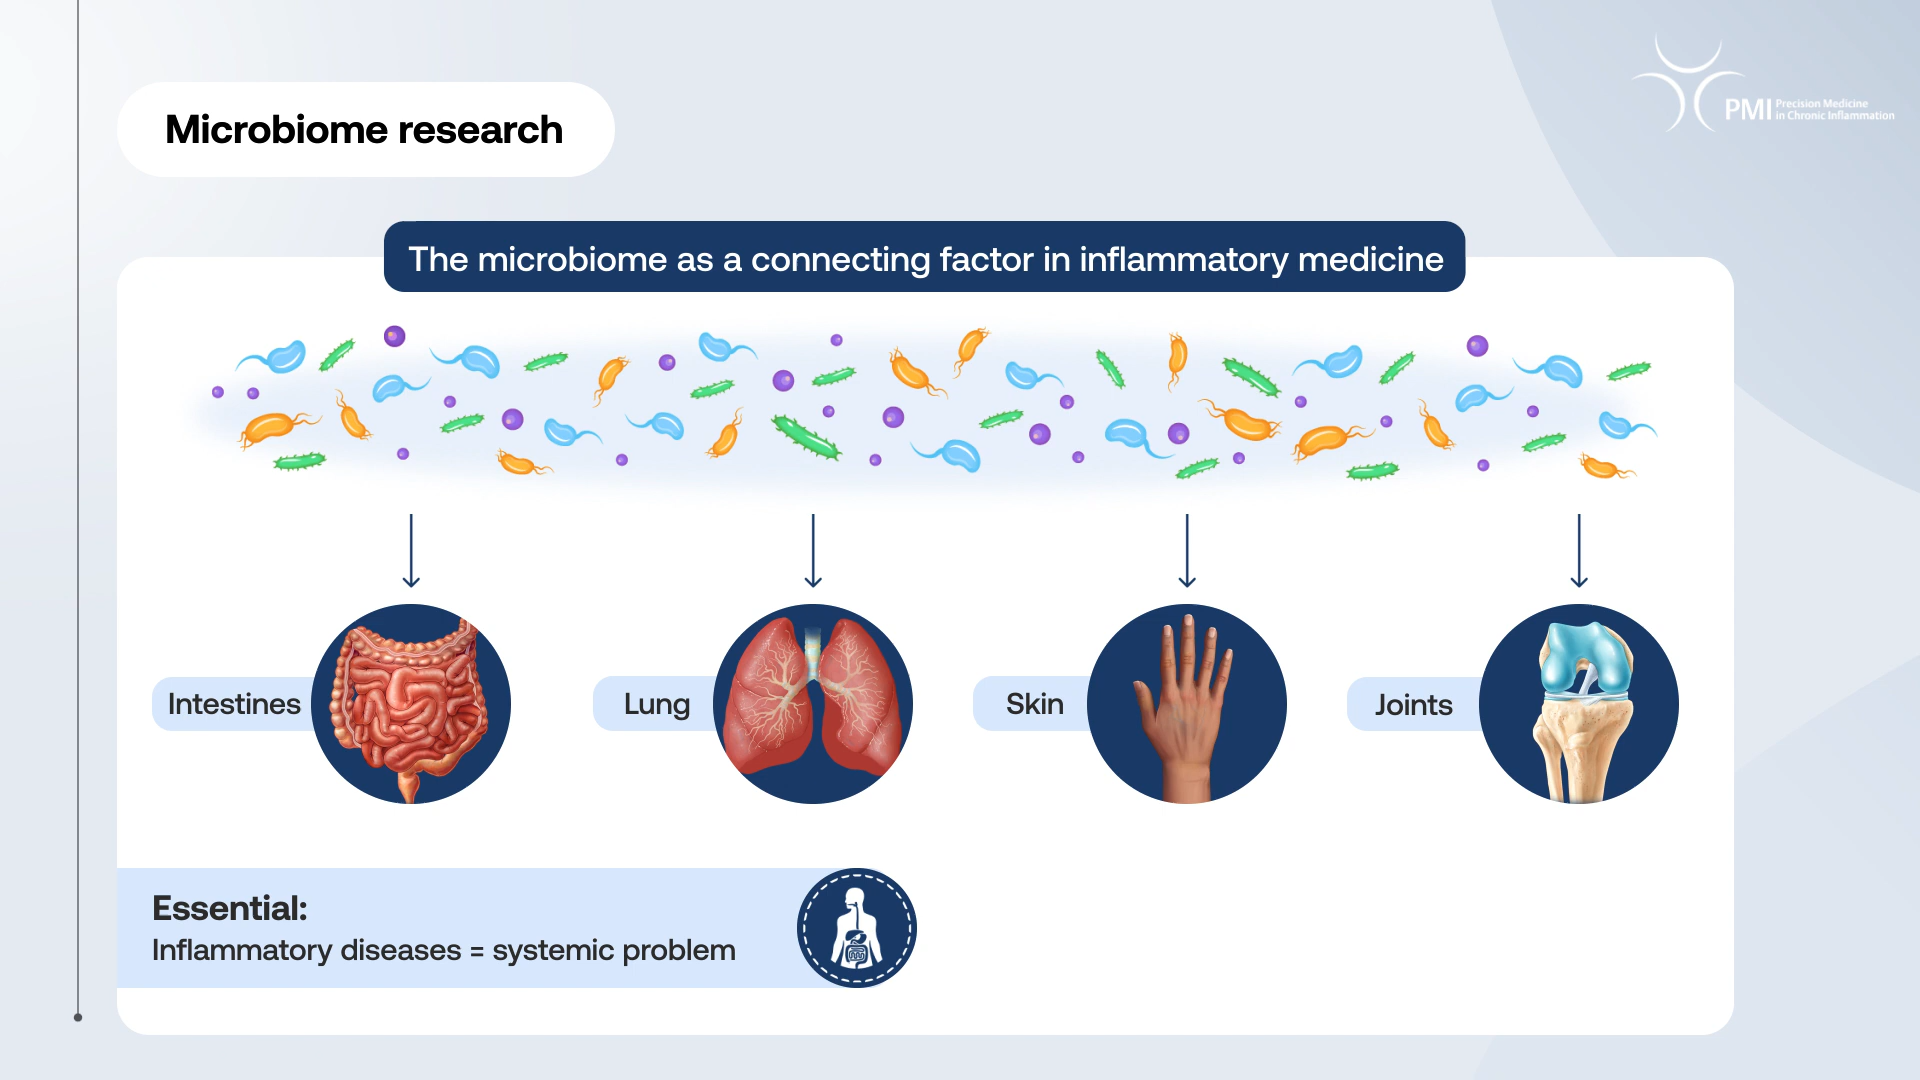 Microbiome research
PMI Precision Medicine
in Chronic Inflammation
The microbiome as a connecting factor in inflammatory medicine
Intestines
Lung
Skin
Joints
Essential:
Inflammatory diseases = systemic problem